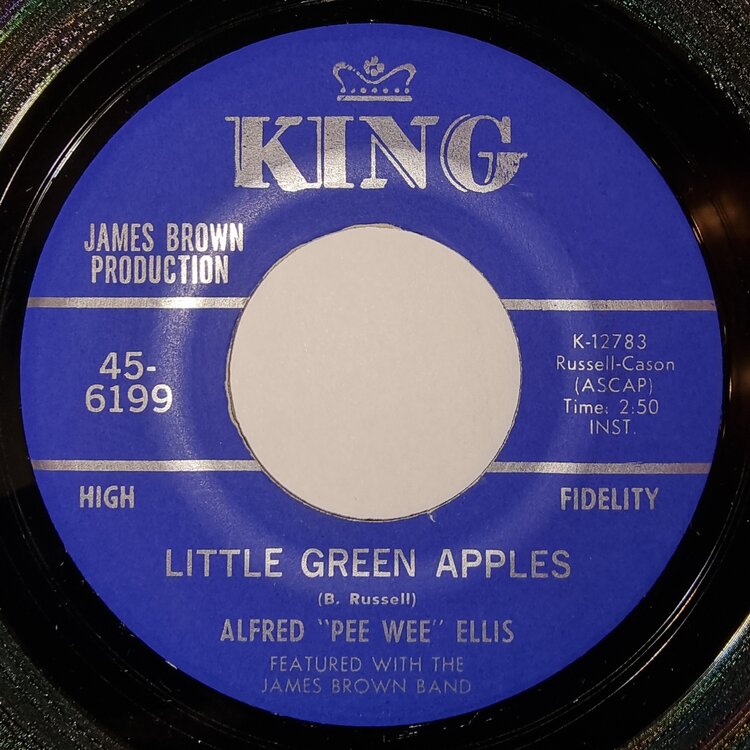 KING
JAMES BROWN
PRODUCTION
45-
6199
K-12783
Russell-Cason
(ASCAP)
Time: 2:50
INST.
HIGH
FIDELITY
LITTLE GREEN APPLES
(B. Russell)
ALFRED "PEE WEE" ELLIS
FEATURED WITH THE
JAMES BROWN BAND